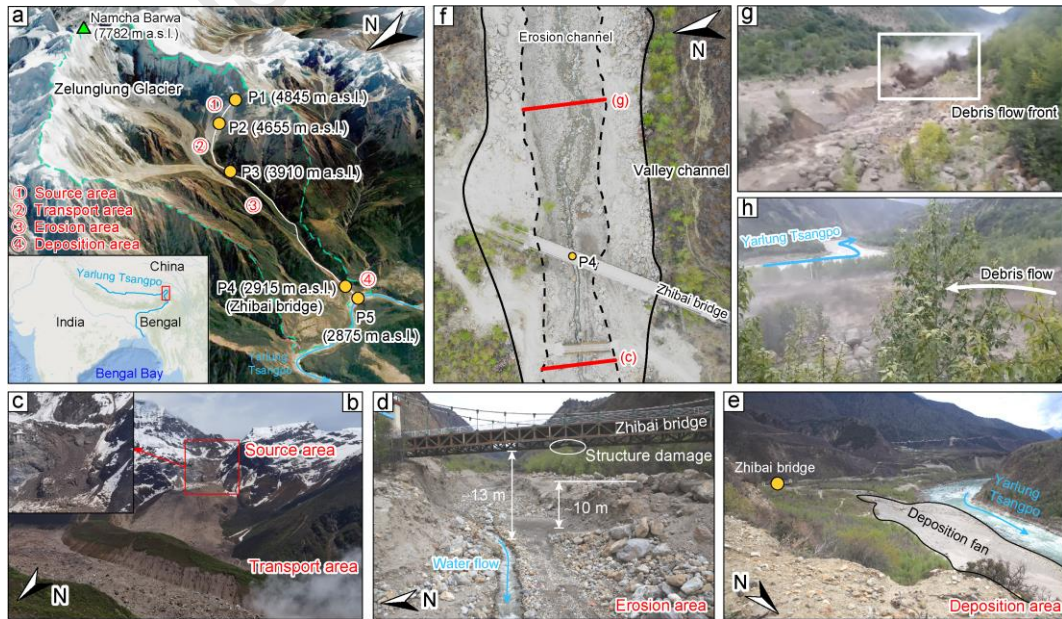 a
Namcha Barwa
(7782 m a.s.l.)
N
Zelunglung Glacier
P1 (4845 m a.s.l.)
①
P2 (4655 m a.s.l.)
②
P3 (3910 m a.s.l.)
③
① Source area
② Transport area
③ Erosion area
④ Deposition area
④
P4 (2915 m a.s.l.)
(Zhibai bridge)
P5
(2875 m a.s.l.)
Yarlung
Tsangpo
China
Yarlung Tsangpo
India
Bengal
Bengal Bay
f
Erosion channel
N
(g)
Valley channel
P4
Zhibai bridge
(c)
g
Debris flow front
h
Yarlung Tsangpo
Debris flow
c
b
Source area
Transport area
N
d
Zhibai bridge
Structure damage
~13 m
~10 m
Water flow
N
Erosion area
e
Zhibai bridge
Yarlung
Tsangpo
Deposition fan
N
Deposition area